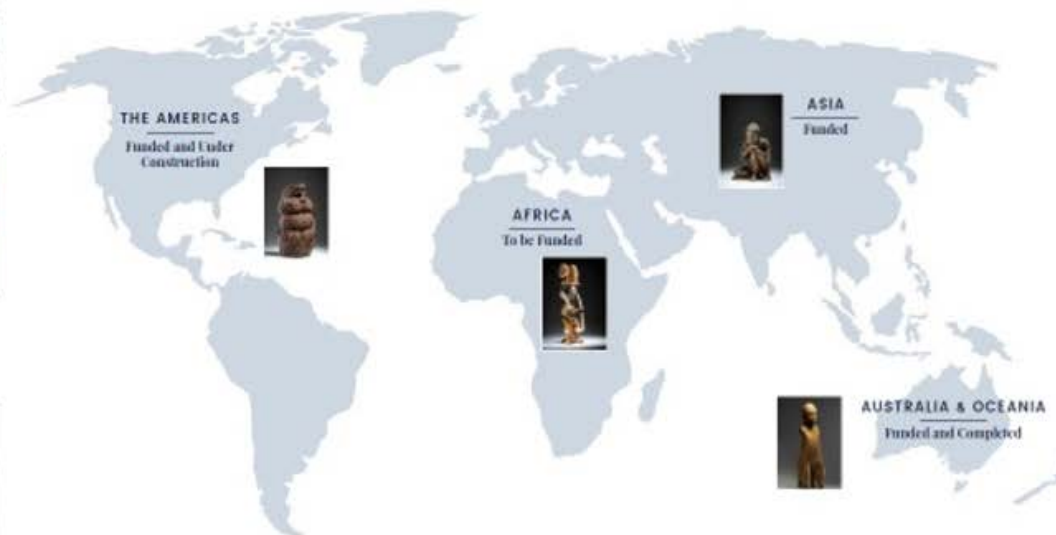 THE AMERICAS
Funded and Under
Construction
ASIA
Funded
AFRICA
To be Funded
AUSTRALIA & OCEANIA
Funded and Completed